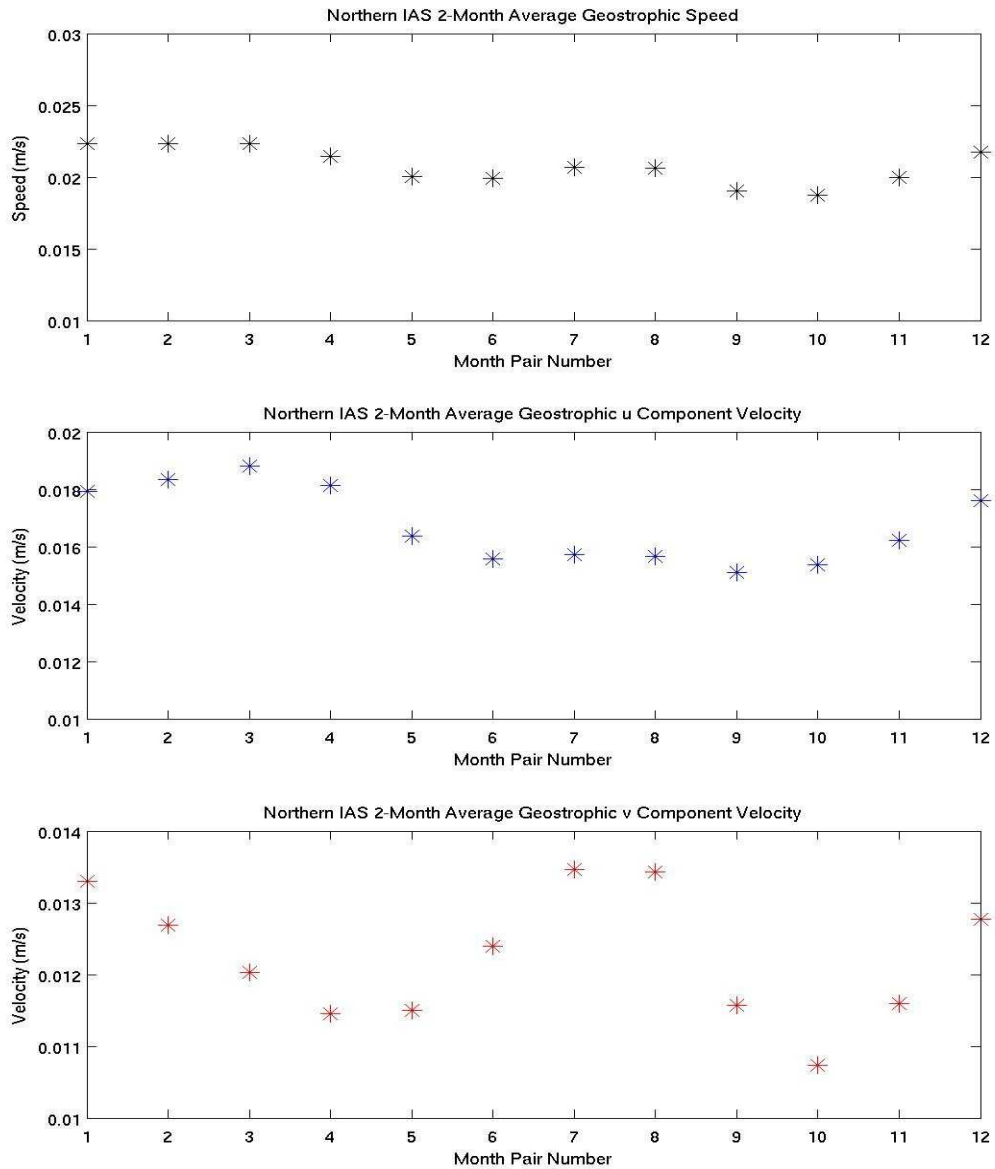 Northern IAS 2-Month Average Geostrophic Speed
0.03
0.025
0.02
0.015
0.01
Speed (m/s)
1 2 3 4 5 6 7 8 9 10 11 12
Month Pair Number
Northern IAS 2-Month Average Geostrophic u Component Velocity
0.02
0.018
0.016
0.014
0.012
0.01
Velocity (m/s)
1 2 3 4 5 6 7 8 9 10 11 12
Month Pair Number
Northern IAS 2-Month Average Geostrophic v Component Velocity
0.014
0.013
0.012
0.011
0.01
Velocity (m/s)
1 2 3 4 5 6 7 8 9 10 11 12
Month Pair Number